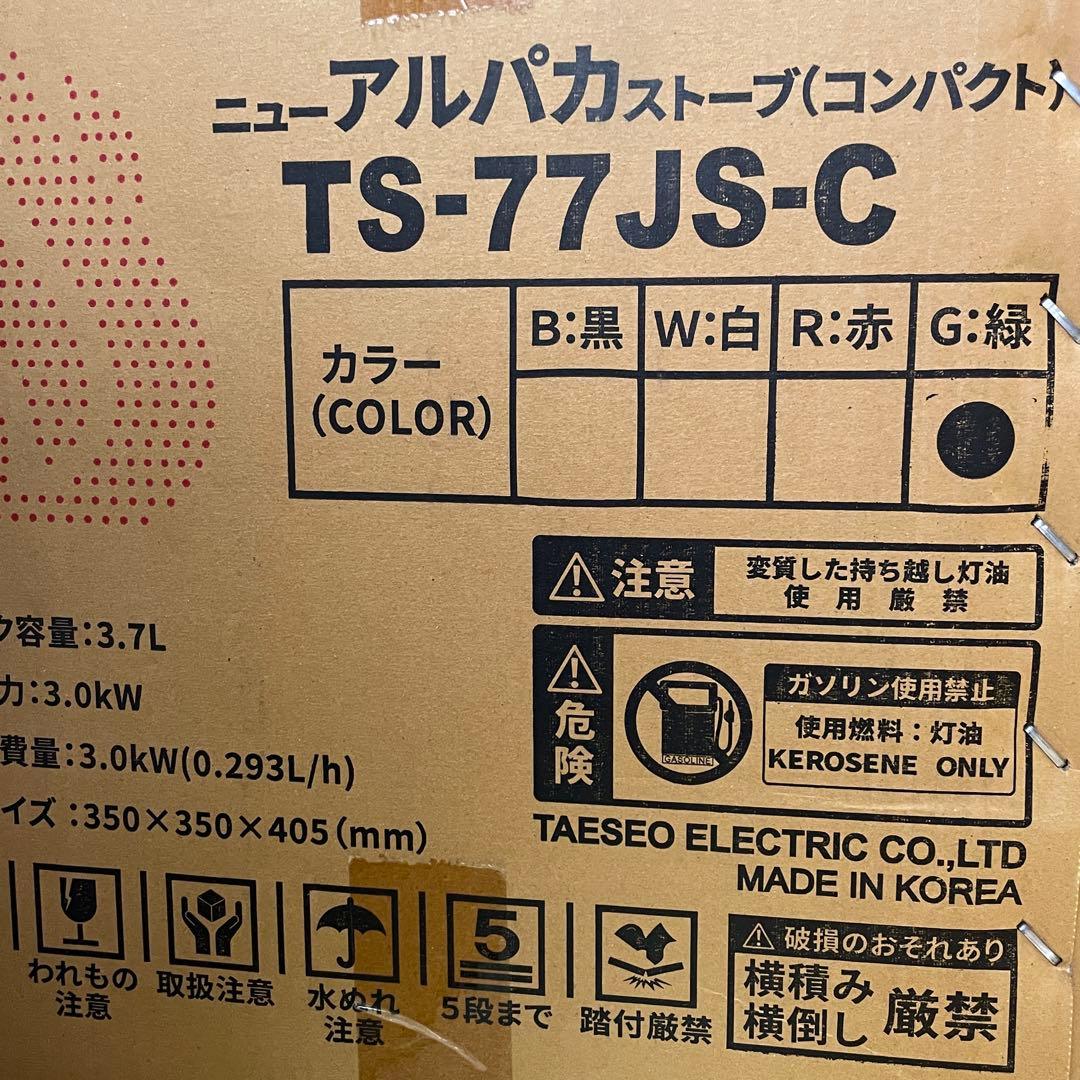 ニューアルパカストーブ(コンパクト)
TS-77JS-C
カラー
(COLOR)
B:黒 W:白 R:赤 G:緑
注意
変質した持ち越し灯油
使用厳禁
ク容量:3.7L
力:3.0kW
費量:3.0kW(0.293L/h)
イズ:350×350×405(mm)
危険
GASOLINE
ガソリン使用禁止
使用燃料:灯油
KEROSENE ONLY
TAESEO ELECTRIC CO.,LTD
MADE IN KOREA
われもの
注意
取扱注意
水ぬれ
注意
5
5段まで
踏付厳禁
破損のおそれあり
横積み
横倒し
厳禁